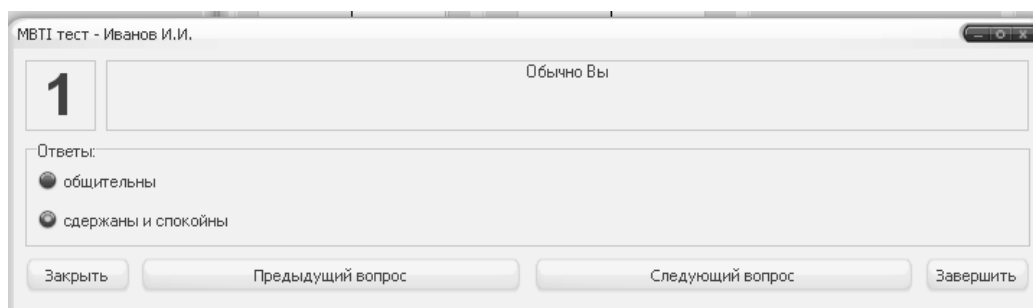 MBTI тест - Иванов И.И.
1
Обычно Вы
Ответы:
общительны
сдержаны и спокойны
Закрыть
Предыдущий вопрос
Следующий вопрос
Завершить